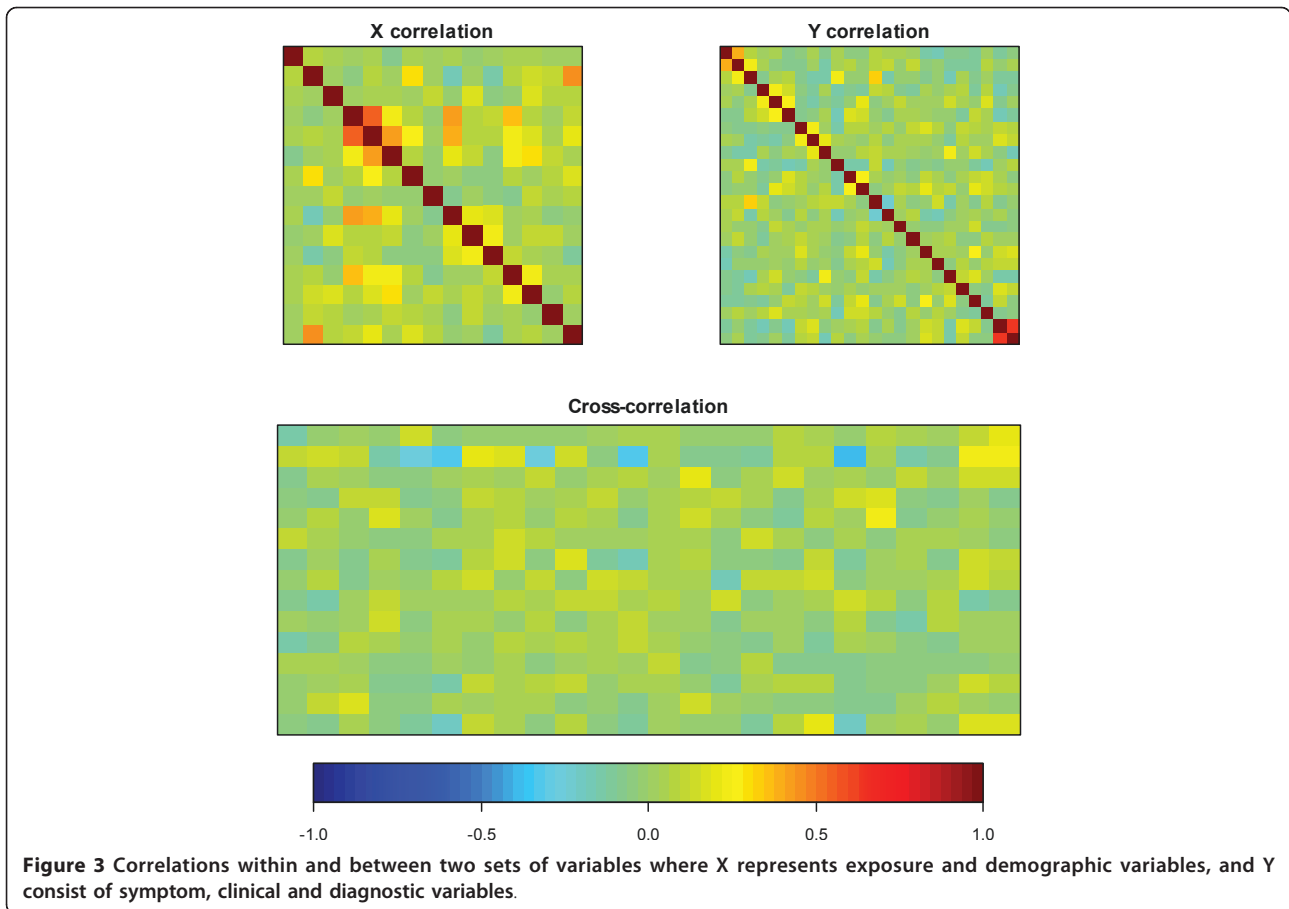 X correlation
Y correlation
Cross-correlation
-1.0
-0.5
0.0
0.5
1.0
Figure 3 Correlations within and between two sets of variables where X represents exposure and demographic variables, and Y
consist of symptom, clinical and diagnostic variables.